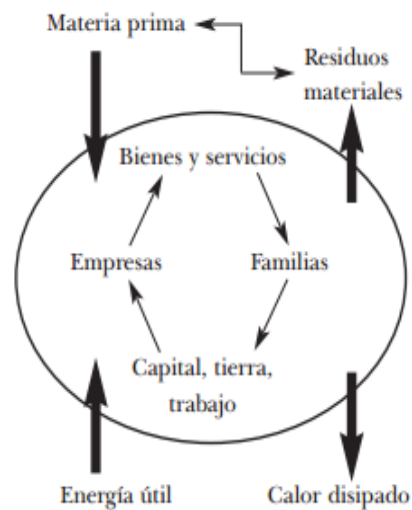 Materia prima
Residuos
materiales
Bienes y servicios
Empresas
Familias
Capital, tierra,
trabajo
Energía útil
Calor disipado